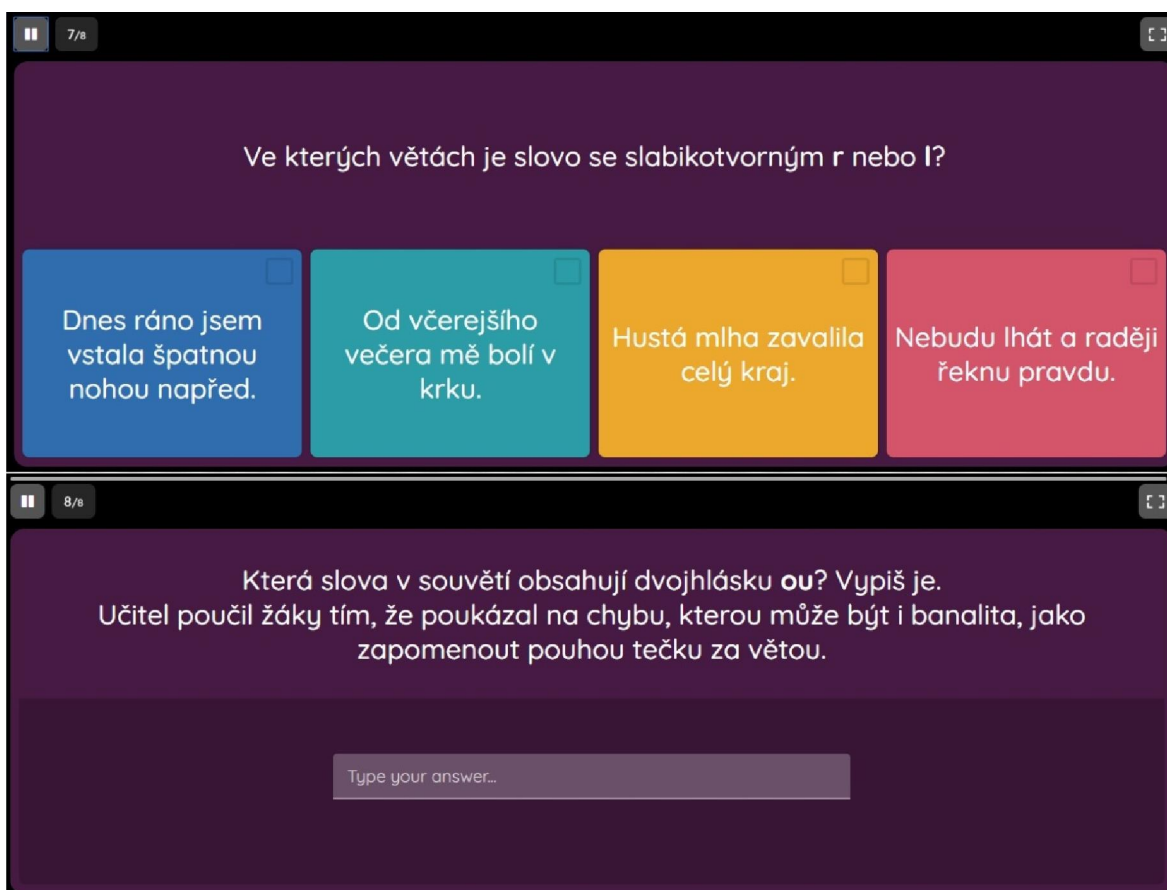 7/8
Ve kterých větách je slovo se slabikotvorným r nebo l?
Dnes ráno jsem
vstala špatnou
nohou napřed.
Od včerejšího
večera mě bolí v
krku.
Hustá mlha zavalila
celý kraj.
Nebudu lhát a raději
řeknu pravdu.
8/8
Která slova v souvětí obsahují dvojhlásku ou? Vypiš je.
Učitel poučil žáky tím, že poukázal na chybu, kterou může být i banalita, jako
zapomenout pouhou tečku za větou.
Type your answer...